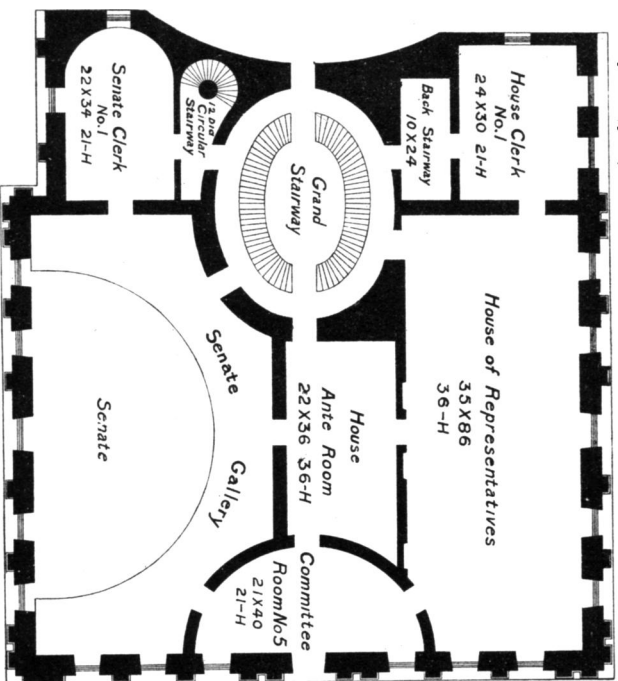 House Clerk
No.1
24X30 21-H
Back Stairway
10X24
12 Dia
Circular
Stairway
Senate Clerk
No.1
22X34 21-H
Grand
Stairway
House of Representatives
35X86
36-H
House
Ante Room
22X36 36-H
Senate
Gallery
Senate
Committee
Room No5
21X40
21-H